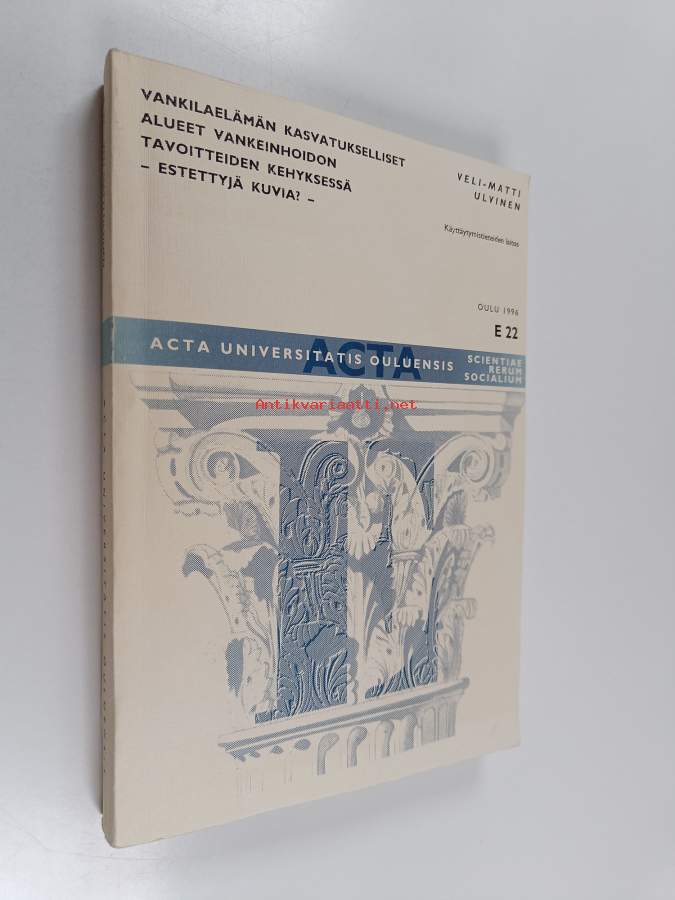 VANKILAELÄMÄN KASVATUKSELLISET
ALUEET VANKEINHOIDON
TAVOITTEIDEN KEHYKSESSÄ
– ESTETTYJÄ KUVIA? –
VELI-MATTI
ULVINEN
Käyttäytymistieteiden laitos
OULU 1996
E 22
ACTA
ACTA UNIVERSITATIS OULUENSIS
SCIENTIAE
RERUM
SOCIALIUM
Antikvariaatti.net